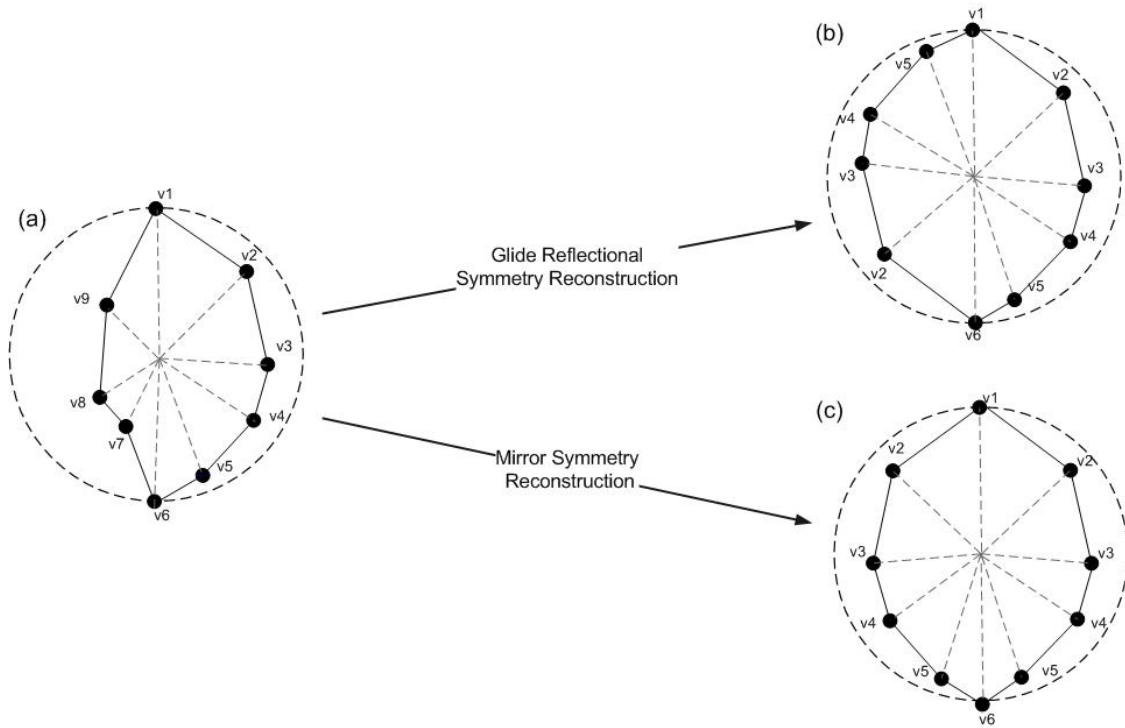 (a)
v1
v2
v9
v3
v8
v4
v7
v5
v6
Glide Reflectional
Symmetry Reconstruction
Mirror Symmetry
Reconstruction
(b)
v1
v5
v2
v4
v3
v3
v4
v2
v5
v6
(c)
v1
v2
v2
v3
v3
v4
v4
v5
v5
v6